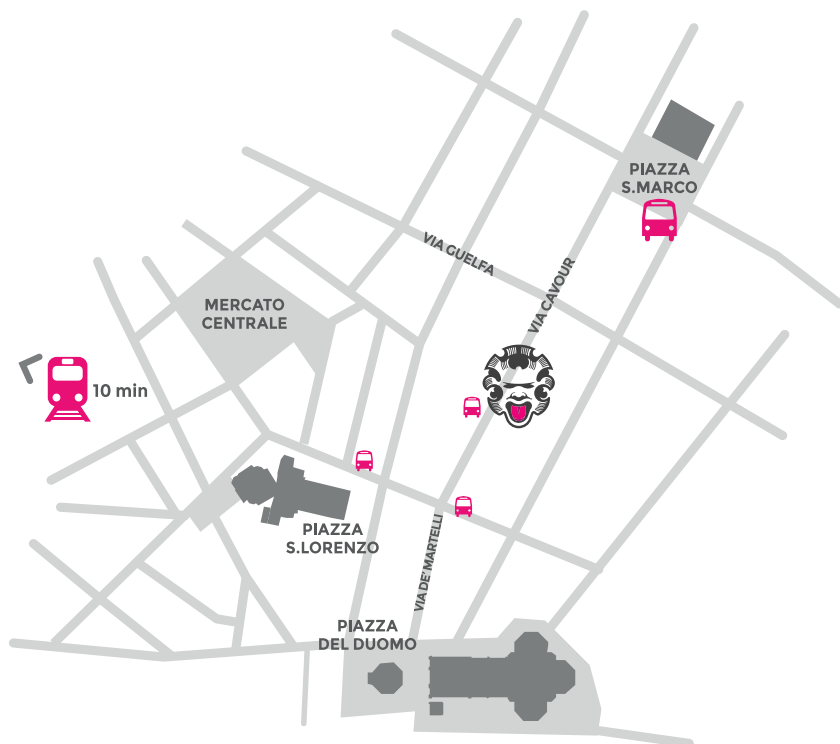 PIAZZA
S.MARCO
VIA GUELFA
VIA CAVOUR
MERCATO
CENTRALE
10 min
PIAZZA
S.LORENZO
VIA DE' MARTELLI
PIAZZA
DEL DUOMO